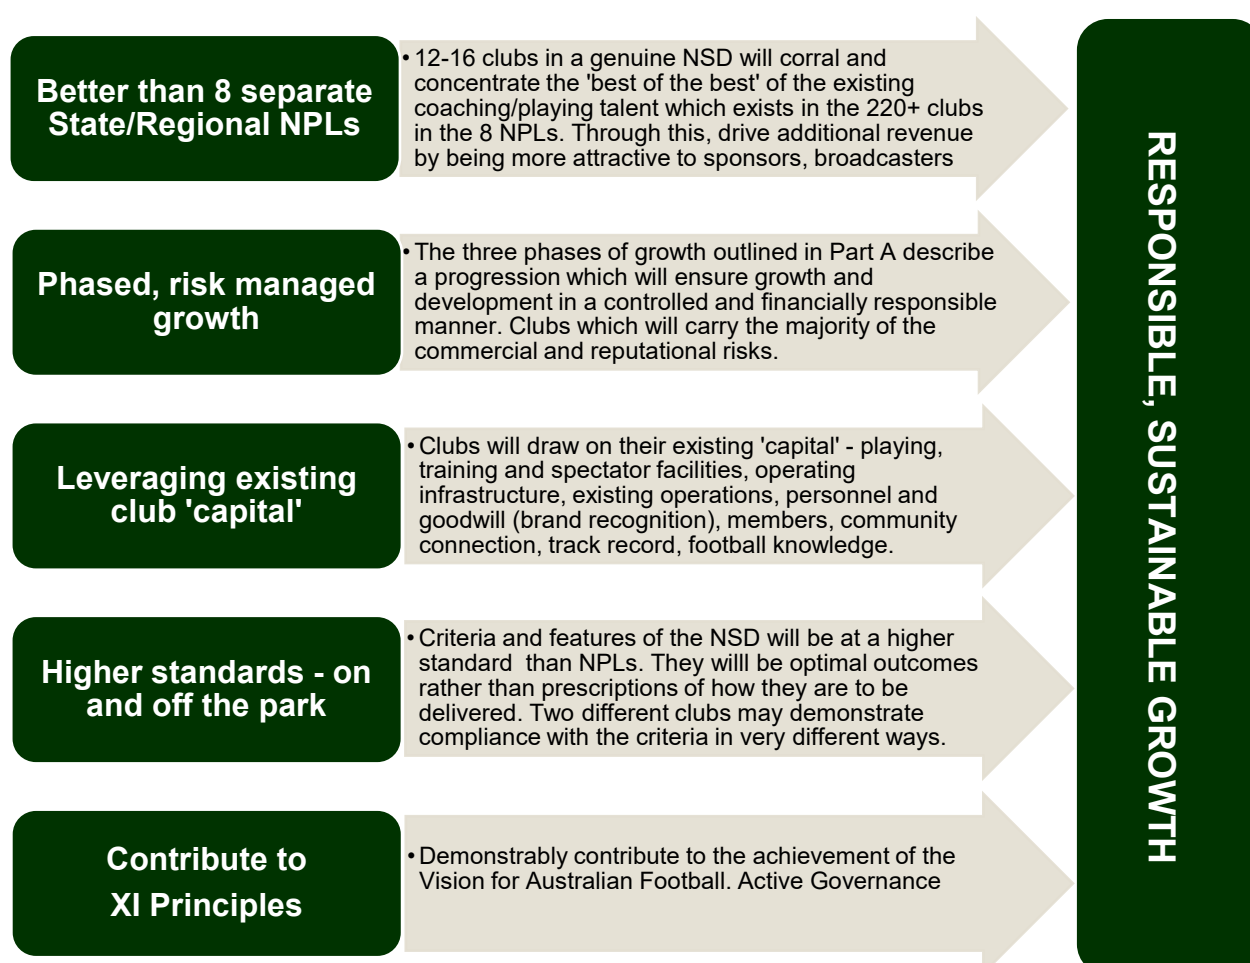 Better than 8 separate
State/Regional NPLs
•12-16 clubs in a genuine NSD will corral and
concentrate the 'best of the best' of the existing
coaching/playing talent which exists in the 220+ clubs
in the 8 NPLs. Through this, drive additional revenue
by being more attractive to sponsors, broadcasters
Phased, risk managed
growth
•The three phases of growth outlined in Part A describe
a progression which will ensure growth and
development in a controlled and financially responsible
manner. Clubs which will carry the majority of the
commercial and reputational risks.
Leveraging existing
club 'capital'
•Clubs will draw on their existing 'capital' - playing,
training and spectator facilities, operating
infrastructure, existing operations, personnel and
goodwill (brand recognition), members, community
connection, track record, football knowledge.
Higher standards - on
and off the park
•Criteria and features of the NSD will be at a higher
standard  than NPLs. They willl be optimal outcomes
rather than prescriptions of how they are to be
delivered. Two different clubs may demonstrate
compliance with the criteria in very different ways.
Contribute to
XI Principles
•Demonstrably contribute to the achievement of the
Vision for Australian Football. Active Governance
RESPONSIBLE, SUSTAINABLE GROWTH